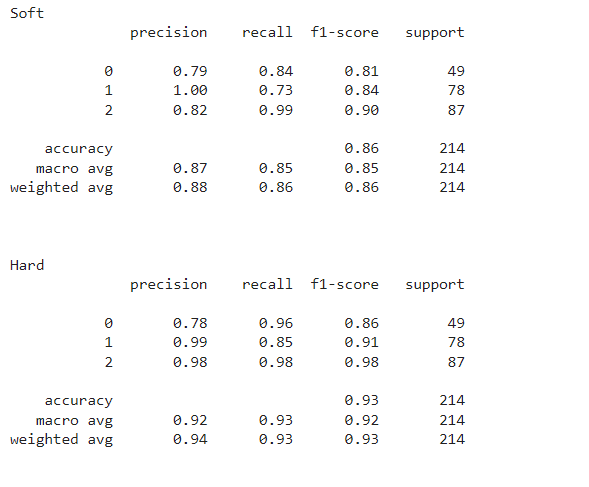 Soft
precision recall f1-score support
0 0.79 0.84 0.81 49
1 1.00 0.73 0.84 78
2 0.82 0.99 0.90 87
accuracy 0.86 214
macro avg 0.87 0.85 0.85 214
weighted avg 0.88 0.86 0.86 214
Hard
precision recall f1-score support
0 0.78 0.96 0.86 49
1 0.99 0.85 0.91 78
2 0.98 0.98 0.98 87
accuracy 0.93 214
macro avg 0.92 0.93 0.92 214
weighted avg 0.94 0.93 0.93 214